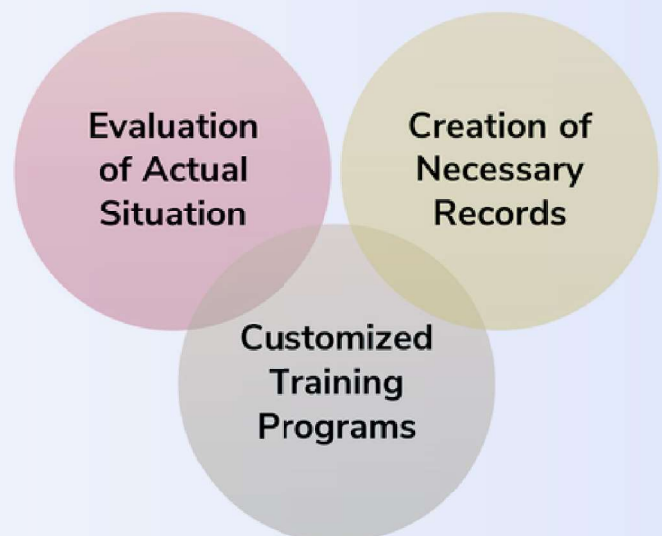 Evaluation
of Actual
Situation
Creation of
Necessary
Records
Customized
Training
Programs